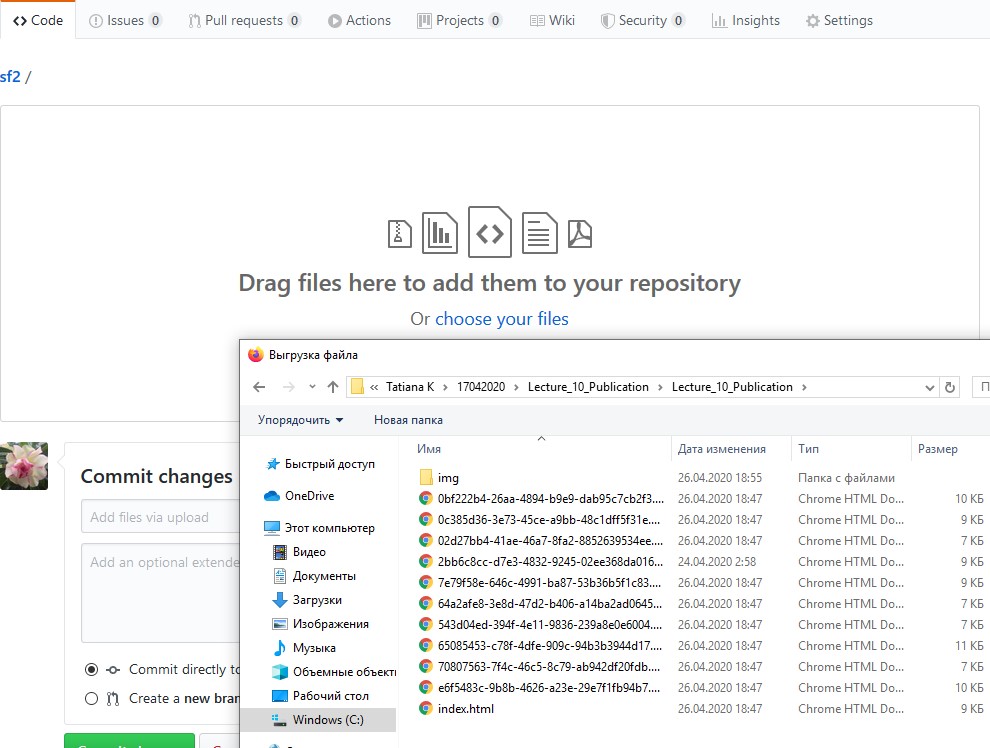 Code Issues 0 Pull requests 0 Actions Projects 0 Wiki Security 0 Insights Settings
sf2 /
Drag files here to add them to your repository
Or choose your files
Выгрузка файла
« Tatiana K › 17042020 › Lecture_10_Publication › Lecture_10_Publication ›
Упорядочить Новая папка
Имя Дата изменения Тип Размер
Быстрый доступ
OneDrive
Этот компьютер
Видео
Документы
Загрузки
Изображения
Музыка
Объемные объекты
Рабочий стол
Windows (C:)
img 26.04.2020 18:55 Папка с файлами
0bf222b4-26aa-4894-b9e9-dab95c7cb2f3.... 26.04.2020 18:47 Chrome HTML Do... 10 КБ
0c385d36-3e73-45ce-a9bb-48c1dff5f31e.... 26.04.2020 18:47 Chrome HTML Do... 9 КБ
02d27bb4-41ae-46a7-8fa2-8852639534ee.... 26.04.2020 18:47 Chrome HTML Do... 7 КБ
2bb6c8cc-d7e3-4832-9245-02ee368da016... 24.04.2020 2:58 Chrome HTML Do... 9 КБ
7e79f58e-646c-4991-ba87-53b36b5f1c83.... 26.04.2020 18:47 Chrome HTML Do... 9 КБ
64a2afe8-3e8d-47d2-b406-a14ba2ad0645... 26.04.2020 18:47 Chrome HTML Do... 7 КБ
543d04ed-394f-4e11-9836-239a8e0e6004.... 26.04.2020 18:47 Chrome HTML Do... 7 КБ
65085453-c78f-4dfe-909c-94b3b3944d17.... 26.04.2020 18:47 Chrome HTML Do... 11 КБ
70807563-7f4c-46c5-8c79-ab942df20fdb.... 26.04.2020 18:47 Chrome HTML Do... 7 КБ
e6f5483c-9b8b-4626-a23e-29e7f1fb94b7.... 26.04.2020 18:47 Chrome HTML Do... 10 КБ
index.html 26.04.2020 18:47 Chrome HTML Do... 9 КБ
Commit changes
Add files via upload
Add an optional extende
Commit directly to
Create a new bran